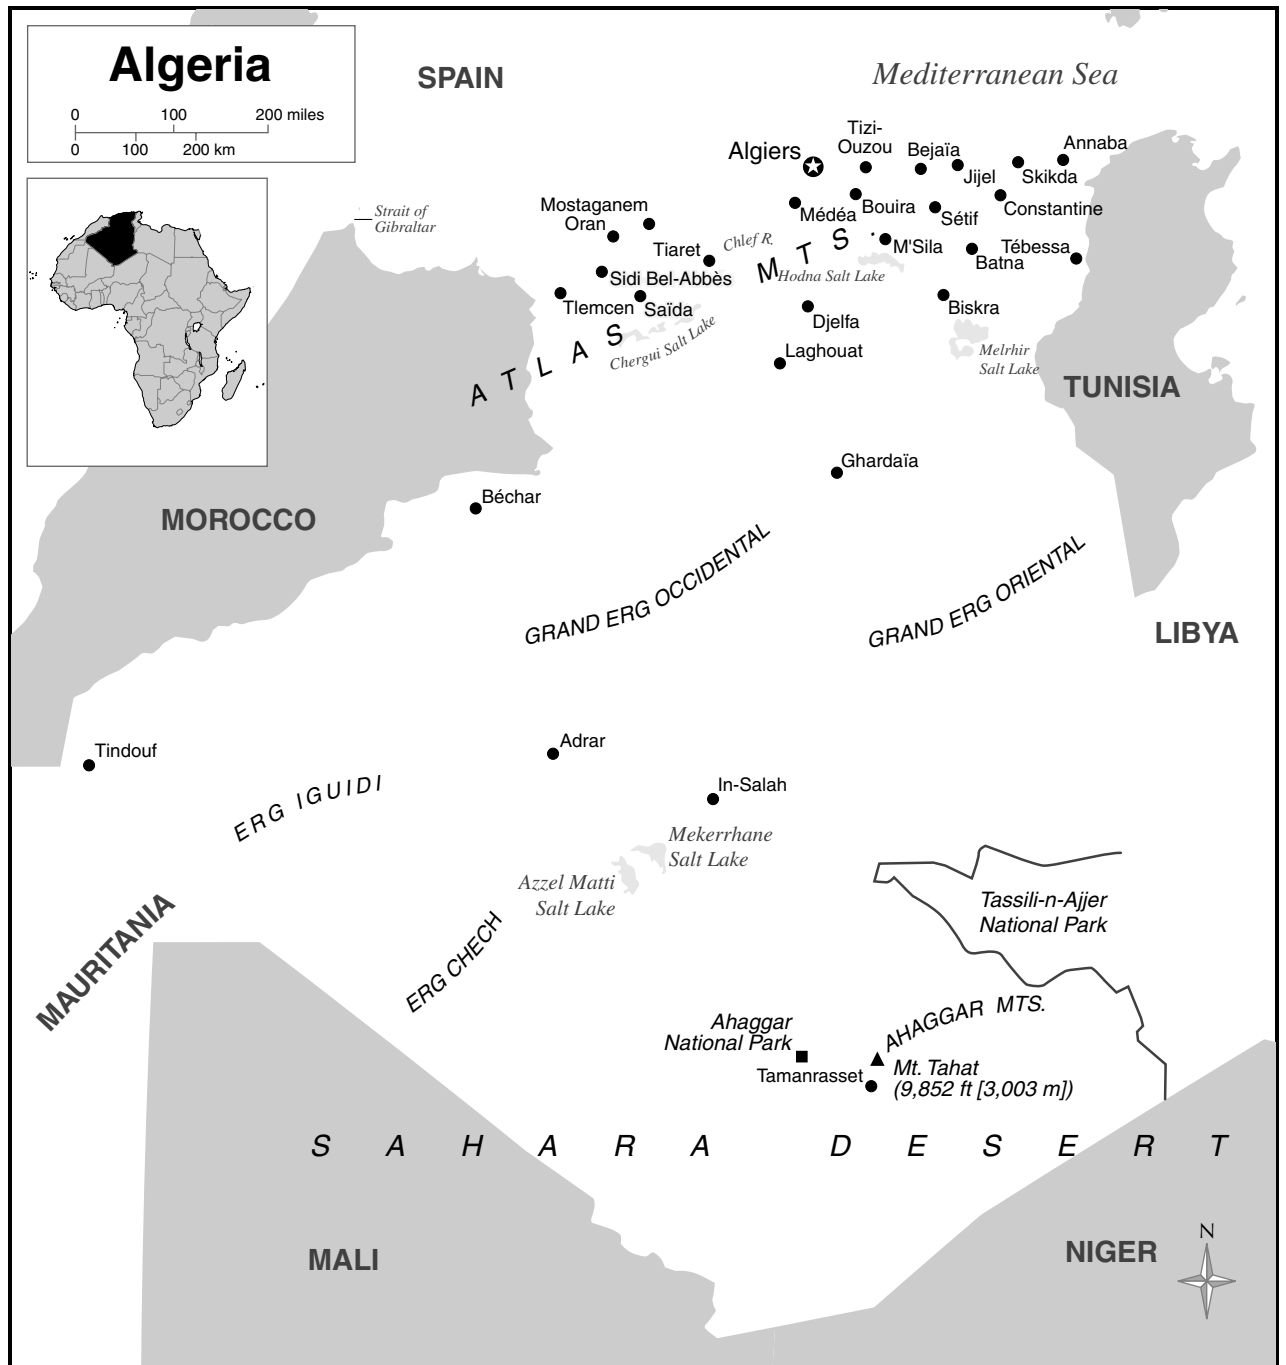 Algeria
0 100 200 miles
0 100 200 km
SPAIN
Mediterranean Sea
Strait of
Gibraltar
Algiers
Tizi-
Ouzou
Bejaïa
Jijel
Skikda
Annaba
Mostaganem
Oran
Médéa
Bouira
Sétif
Constantine
Tiaret
Chlef R.
M'Sila
Batna
Tébessa
Sidi Bel-Abbès
Hodna Salt Lake
Tlemcen
Saïda
Djelfa
Biskra
Chergui Salt Lake
Laghouat
Melrhir
Salt Lake
ATLAS MTS.
TUNISIA
Ghardaïa
Béchar
MOROCCO
GRAND ERG OCCIDENTAL
GRAND ERG ORIENTAL
LIBYA
Tindouf
Adrar
ERG IGUIDI
In-Salah
Mekerrhane
Salt Lake
Azzel Matti
Salt Lake
Tassili-n-Ajjer
National Park
MAURITANIA
ERG CHECH
Ahaggar
National Park
AHAGGAR MTS.
Tamanrasset
Mt. Tahat
(9,852 ft [3,003 m])
SAHARA DESERT
MALI
NIGER
N